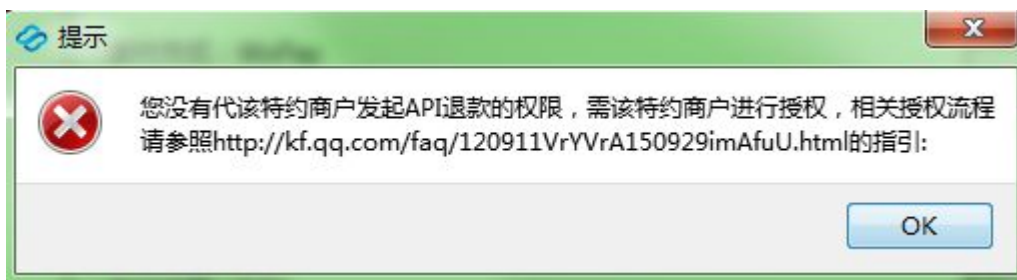 提示
您没有代该特约商户发起API退款的权限，需该特约商户进行授权，相关授权流程
请参照http://kf.qq.com/faq/120911VrYVrA150929imAfuU.html的指引:
OK